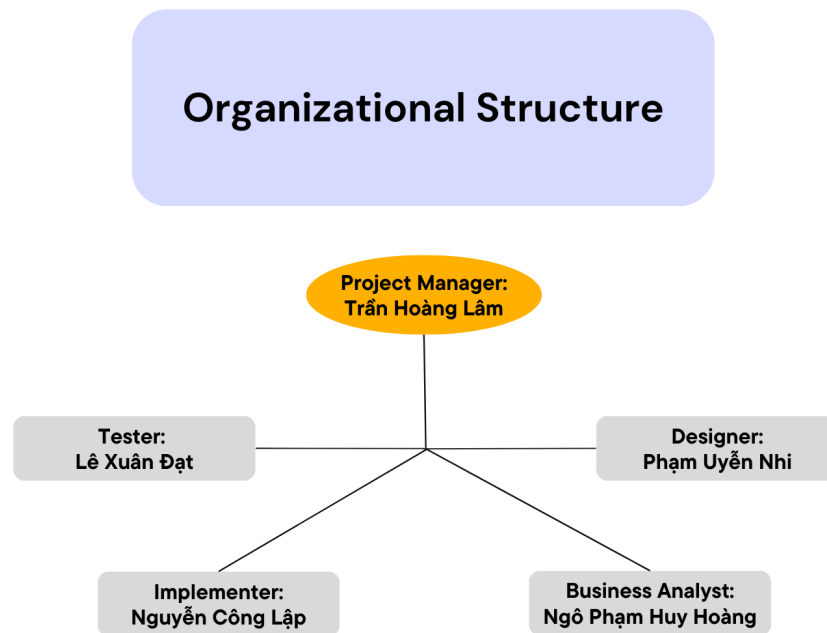 Organizational Structure
Project Manager:
Trần Hoàng Lâm
Tester:
Lê Xuân Đạt
Designer:
Phạm Uyễn Nhi
Implementer:
Nguyễn Công Lập
Business Analyst:
Ngô Phạm Huy Hoàng